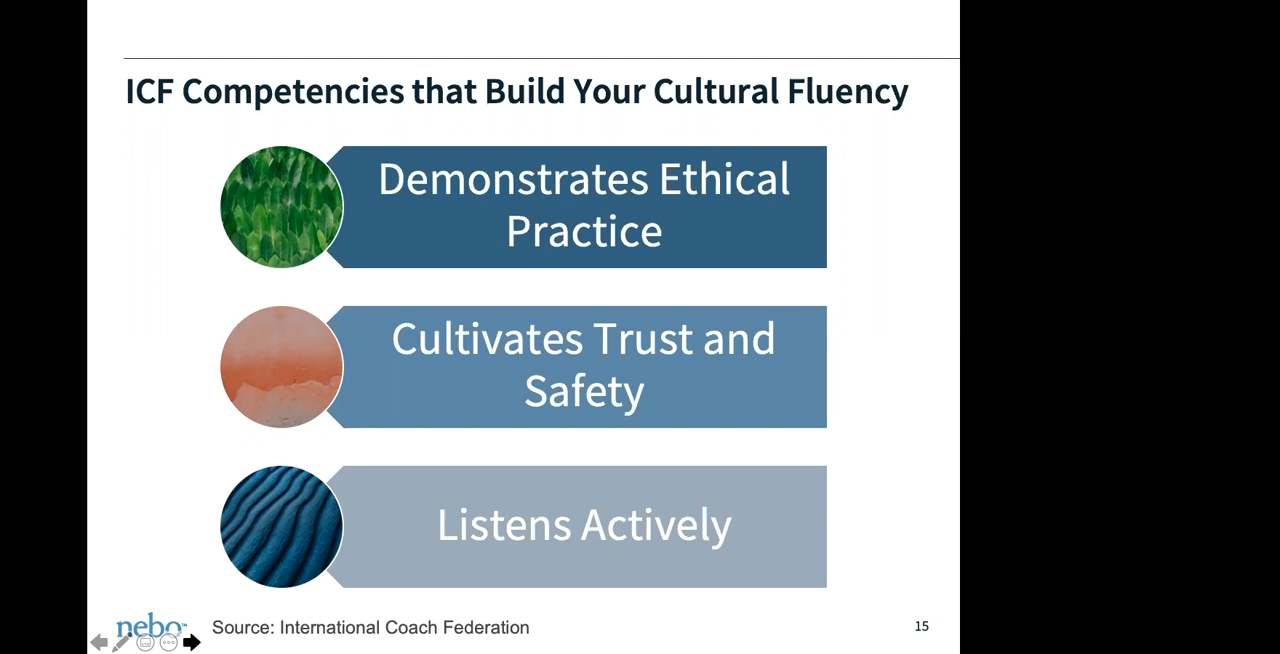 ICF Competencies that Build Your Cultural Fluency
Demonstrates Ethical
Practice
Cultivates Trust and
Safety
Listens Actively
nebo™
Source: International Coach Federation
15